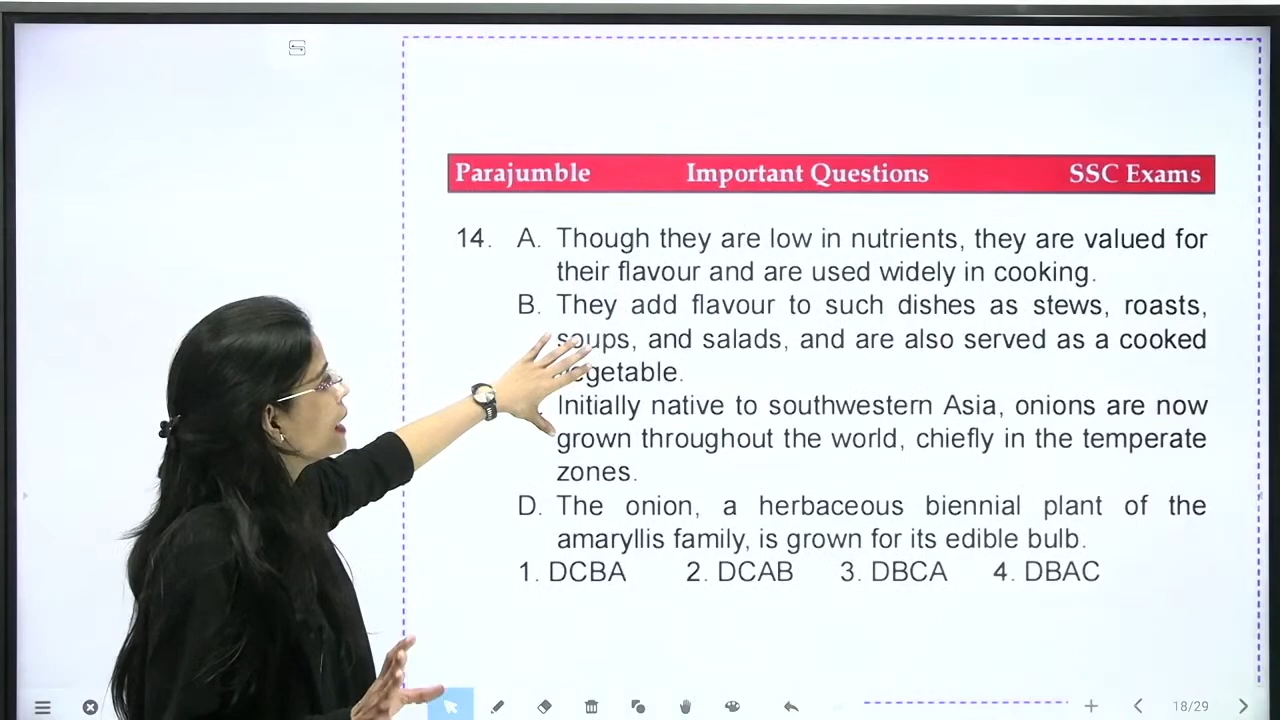 Parajumble Important Questions SSC Exams
14. A. Though they are low in nutrients, they are valued for
their flavour and are used widely in cooking.
B. They add flavour to such dishes as stews, roasts,
soups, and salads, and are also served as a cooked
vegetable.
Initially native to southwestern Asia, onions are now
grown throughout the world, chiefly in the temperate
zones.
D. The onion, a herbaceous biennial plant of the
amaryllis family, is grown for its edible bulb.
1. DCBA 2. DCAB 3. DBCA 4. DBAC
18/29